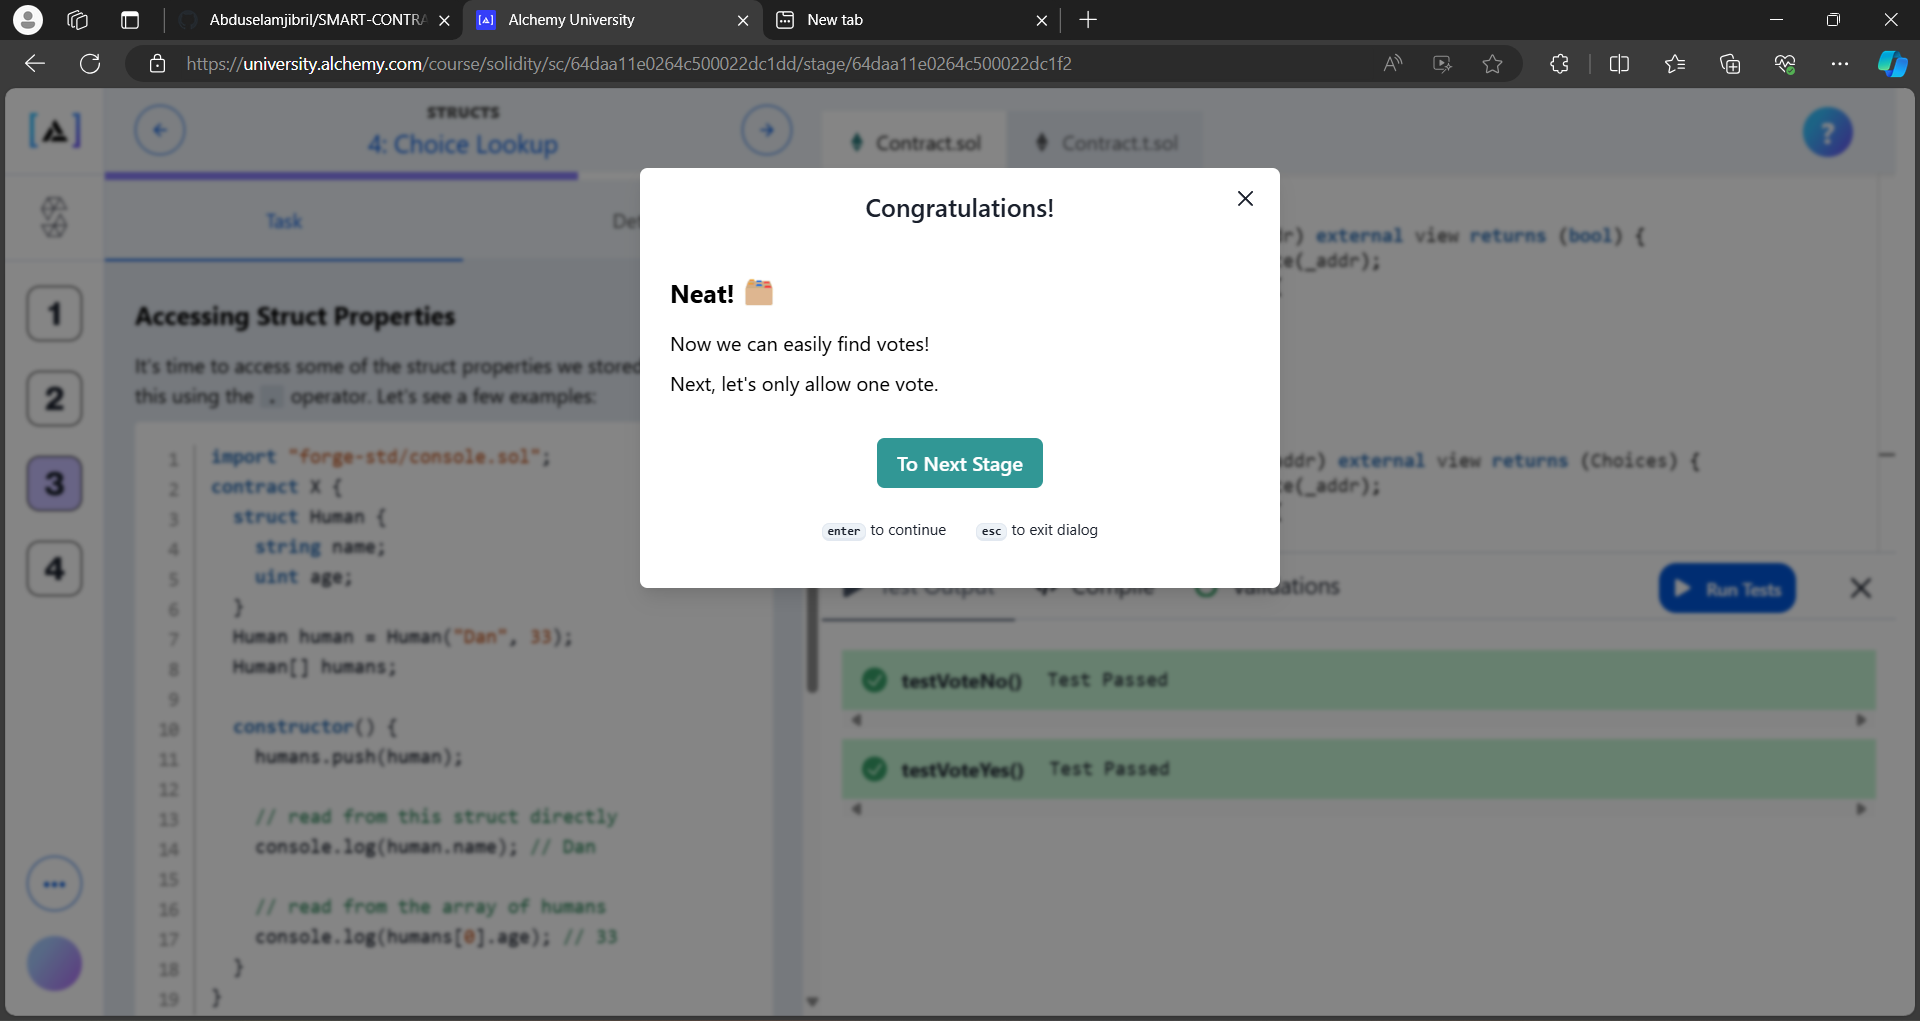 Abduselamjibril/SMART-CONTRA
Alchemy University
New tab
https://university.alchemy.com/course/solidity/sc/64daa11e0264c500022dc1dd/stage/64daa11e0264c500022dc1f2
STRUCTS
4: Choice Lookup
Contract.sol
Contract.t.sol
?
Task
De
1
2
3
4
Accessing Struct Properties
It's time to access some of the struct properties we stored
this using the . operator. Let's see a few examples:
1 import "forge-std/console.sol";
2 contract X {
3 struct Human {
4 string name;
5 uint age;
6 }
7 Human human = Human("Dan", 33);
8 Human[] humans;
9
10 constructor() {
11 humans.push(human);
12
13 // read from this struct directly
14 console.log(human.name); // Dan
15
16 // read from the array of humans
17 console.log(humans[0].age); // 33
18 }
19 }
Congratulations!
Neat!
Now we can easily find votes!
Next, let's only allow one vote.
To Next Stage
enter to continue
esc to exit dialog
r) external view returns (bool) {
e(_addr);
ddr) external view returns (Choices) {
e(_addr);
Test Output
Compile
Validations
Run Tests
testVoteNo() Test Passed
testVoteYes() Test Passed